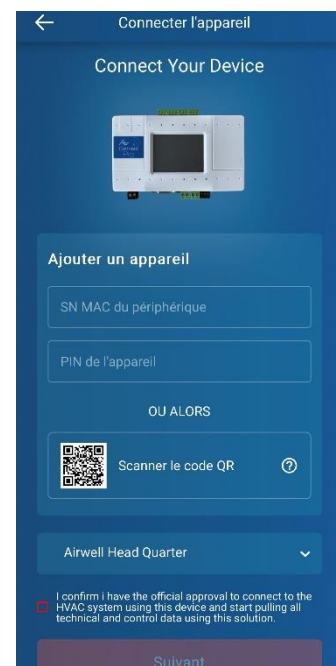 Connecter l'appareil
Connect Your Device
Ajouter un appareil
SN MAC du périphérique
PIN de l'appareil
OU ALORS
Scanner le code QR
Airwell Head Quarter
I confirm i have the official approval to connect to the
HVAC system using this device and start pulling all
technical and control data using this solution.
Suivant